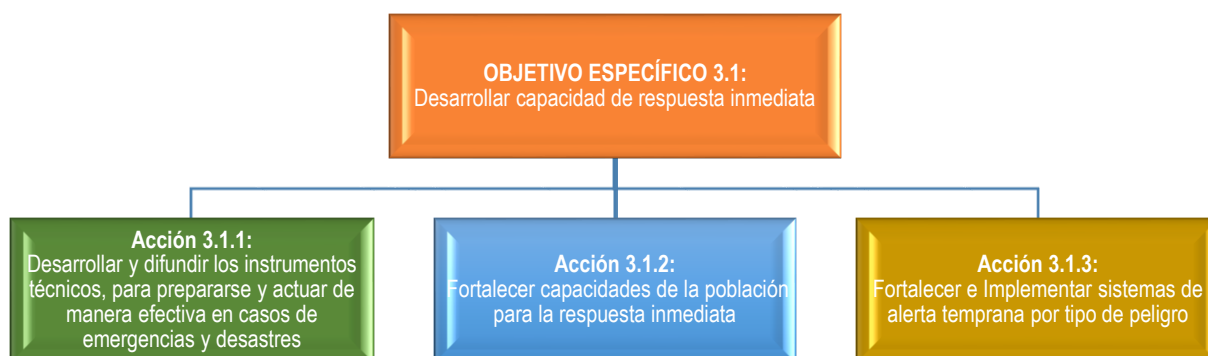 OBJETIVO ESPECÍFICO 3.1:
Desarrollar capacidad de respuesta inmediata
Acción 3.1.1:
Desarrollar y difundir los instrumentos
técnicos, para prepararse y actuar de
manera efectiva en casos de
emergencias y desastres
Acción 3.1.2:
Fortalecer capacidades de la población
para la respuesta inmediata
Acción 3.1.3:
Fortalecer e Implementar sistemas de
alerta temprana por tipo de peligro